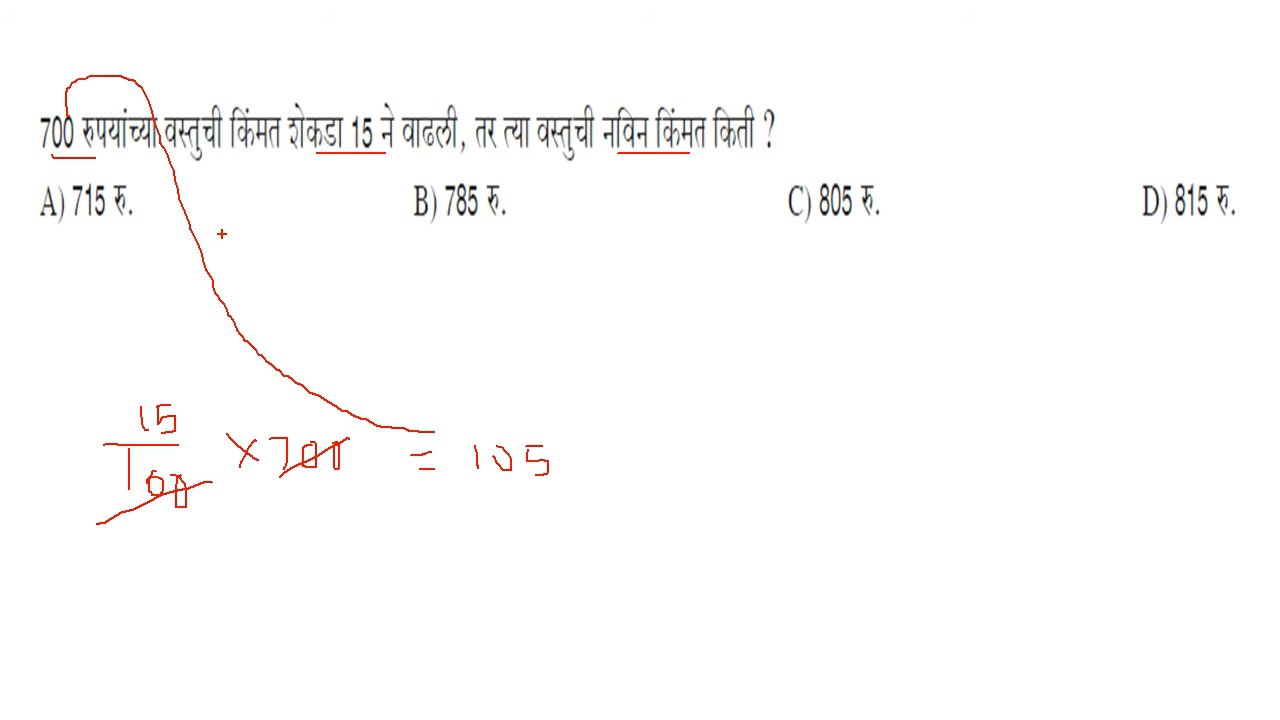 700 रुपयांच्या वस्तुची किंमत शेकडा 15 ने वाढली, तर त्या वस्तुची नविन किंमत किती ?
A) 715 रु. B) 785 रु. C) 805 रु. D) 815 रु.
15
100 × 700 = 105